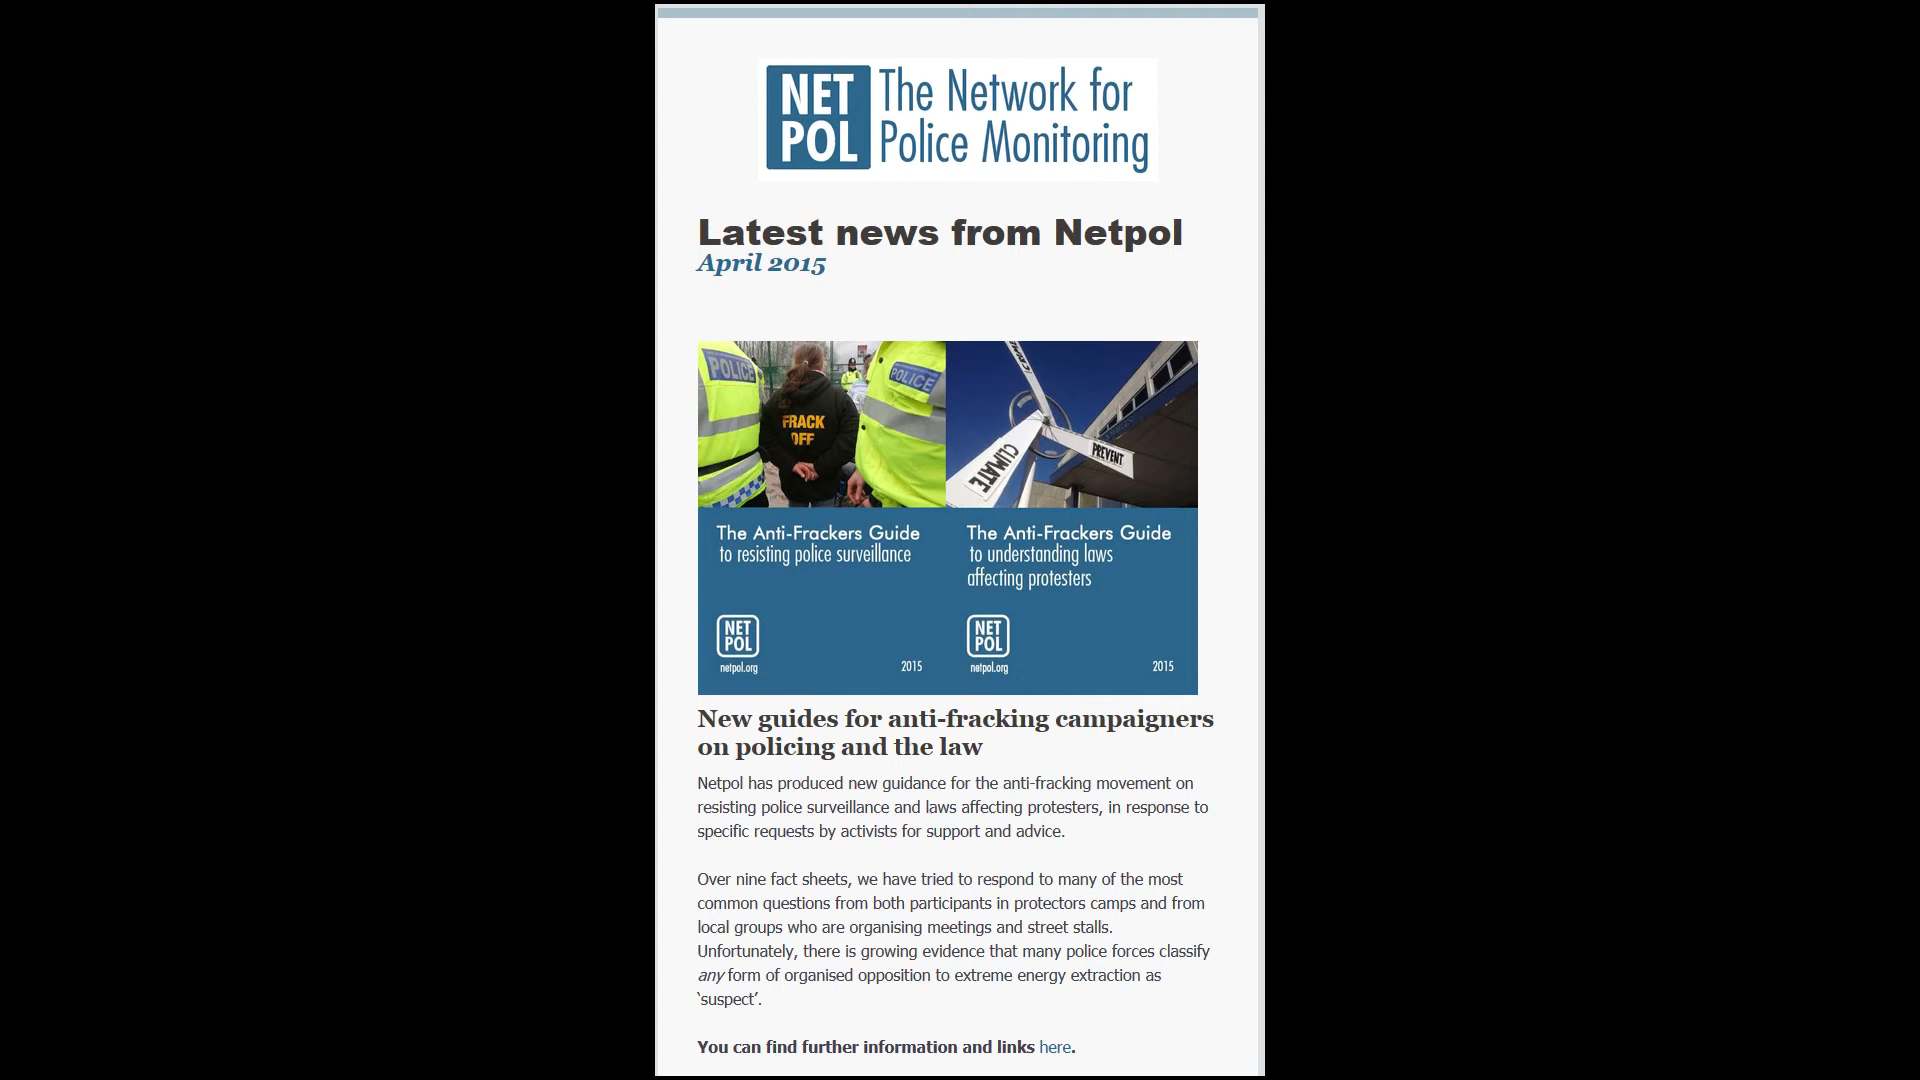 NET
POL
The Network for
Police Monitoring
Latest news from Netpol
April 2015
POLICE
FRACK
OFF
POLICE
CLIMATE
PREVENT
The Anti-Frackers Guide
to resisting police surveillance
NET
POL
netpol.org
2015
The Anti-Frackers Guide
to understanding laws
affecting protesters
NET
POL
netpol.org
2015
New guides for anti-fracking campaigners
on policing and the law
Netpol has produced new guidance for the anti-fracking movement on
resisting police surveillance and laws affecting protesters, in response to
specific requests by activists for support and advice.
Over nine fact sheets, we have tried to respond to many of the most
common questions from both participants in protectors camps and from
local groups who are organising meetings and street stalls.
Unfortunately, there is growing evidence that many police forces classify
any form of organised opposition to extreme energy extraction as
‘suspect’.
You can find further information and links here.